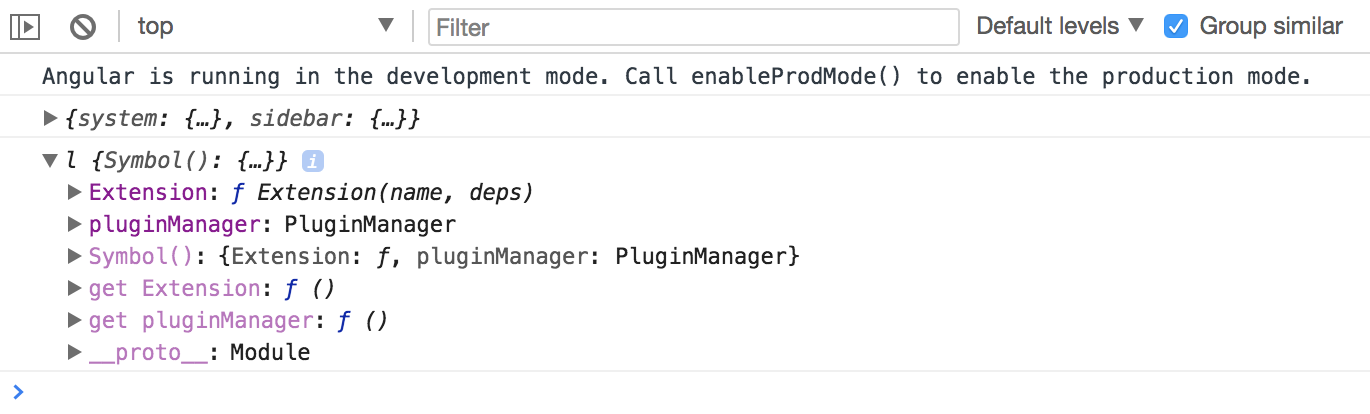 top Filter Default levels Group similar
Angular is running in the development mode. Call enableProdMode() to enable the production mode.
{system: {…}, sidebar: {…}}
l {Symbol(): {…}} i
Extension: ƒ Extension(name, deps)
pluginManager: PluginManager
Symbol(): {Extension: ƒ, pluginManager: PluginManager}
get Extension: ƒ ()
get pluginManager: ƒ ()
__proto__: Module